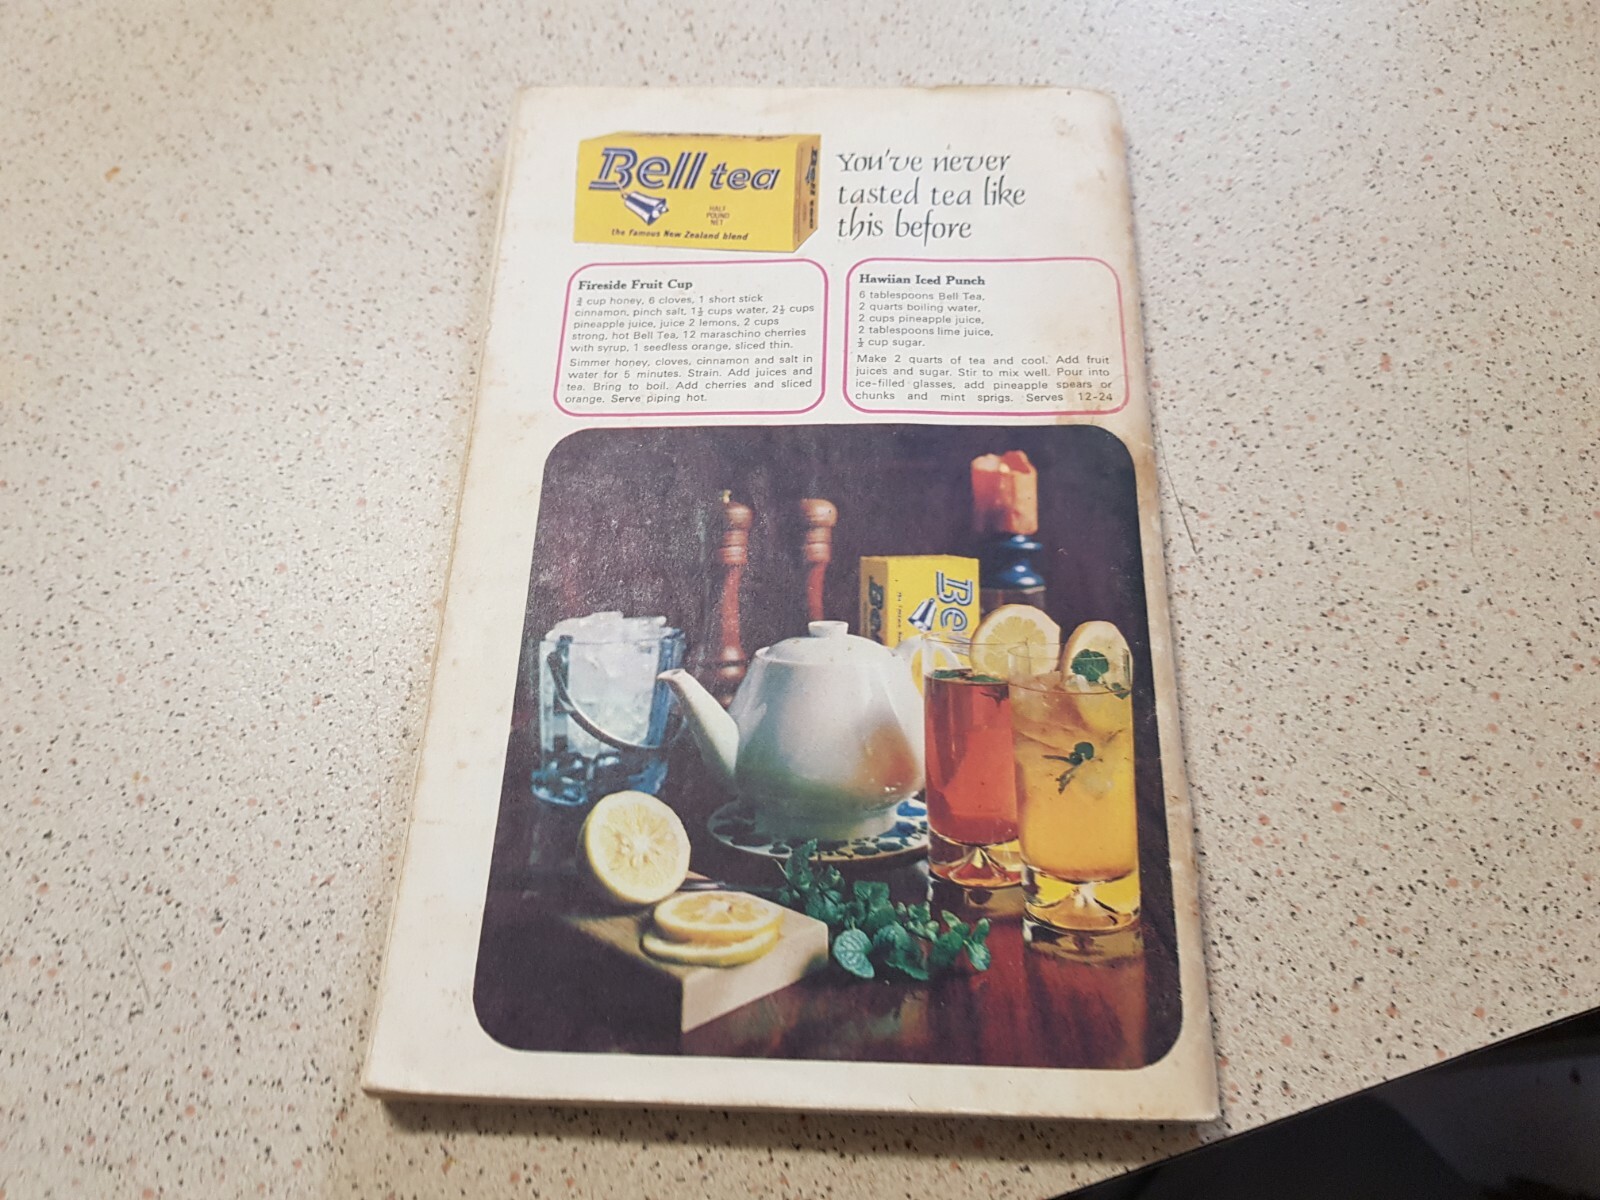 Bell tea
HALF
POUND
NET
the famous New Zealand blend
You've never
tasted tea like
this before
Fireside Fruit Cup
¾ cup honey, 6 cloves, 1 short stick
cinnamon, pinch salt, 1½ cups water, 2½ cups
pineapple juice, juice 2 lemons, 2 cups
strong, hot Bell Tea, 12 maraschino cherries
with syrup, 1 seedless orange, sliced thin.
Simmer honey, cloves, cinnamon and salt in
water for 5 minutes. Strain. Add juices and
tea. Bring to boil. Add cherries and sliced
orange. Serve piping hot.
Hawiian Iced Punch
6 tablespoons Bell Tea,
2 quarts boiling water,
2 cups pineapple juice,
2 tablespoons lime juice,
½ cup sugar.
Make 2 quarts of tea and cool. Add fruit
juices and sugar. Stir to mix well. Pour into
ice-filled glasses, add pineapple spears or
chunks and mint sprigs. Serves 12-24
Be